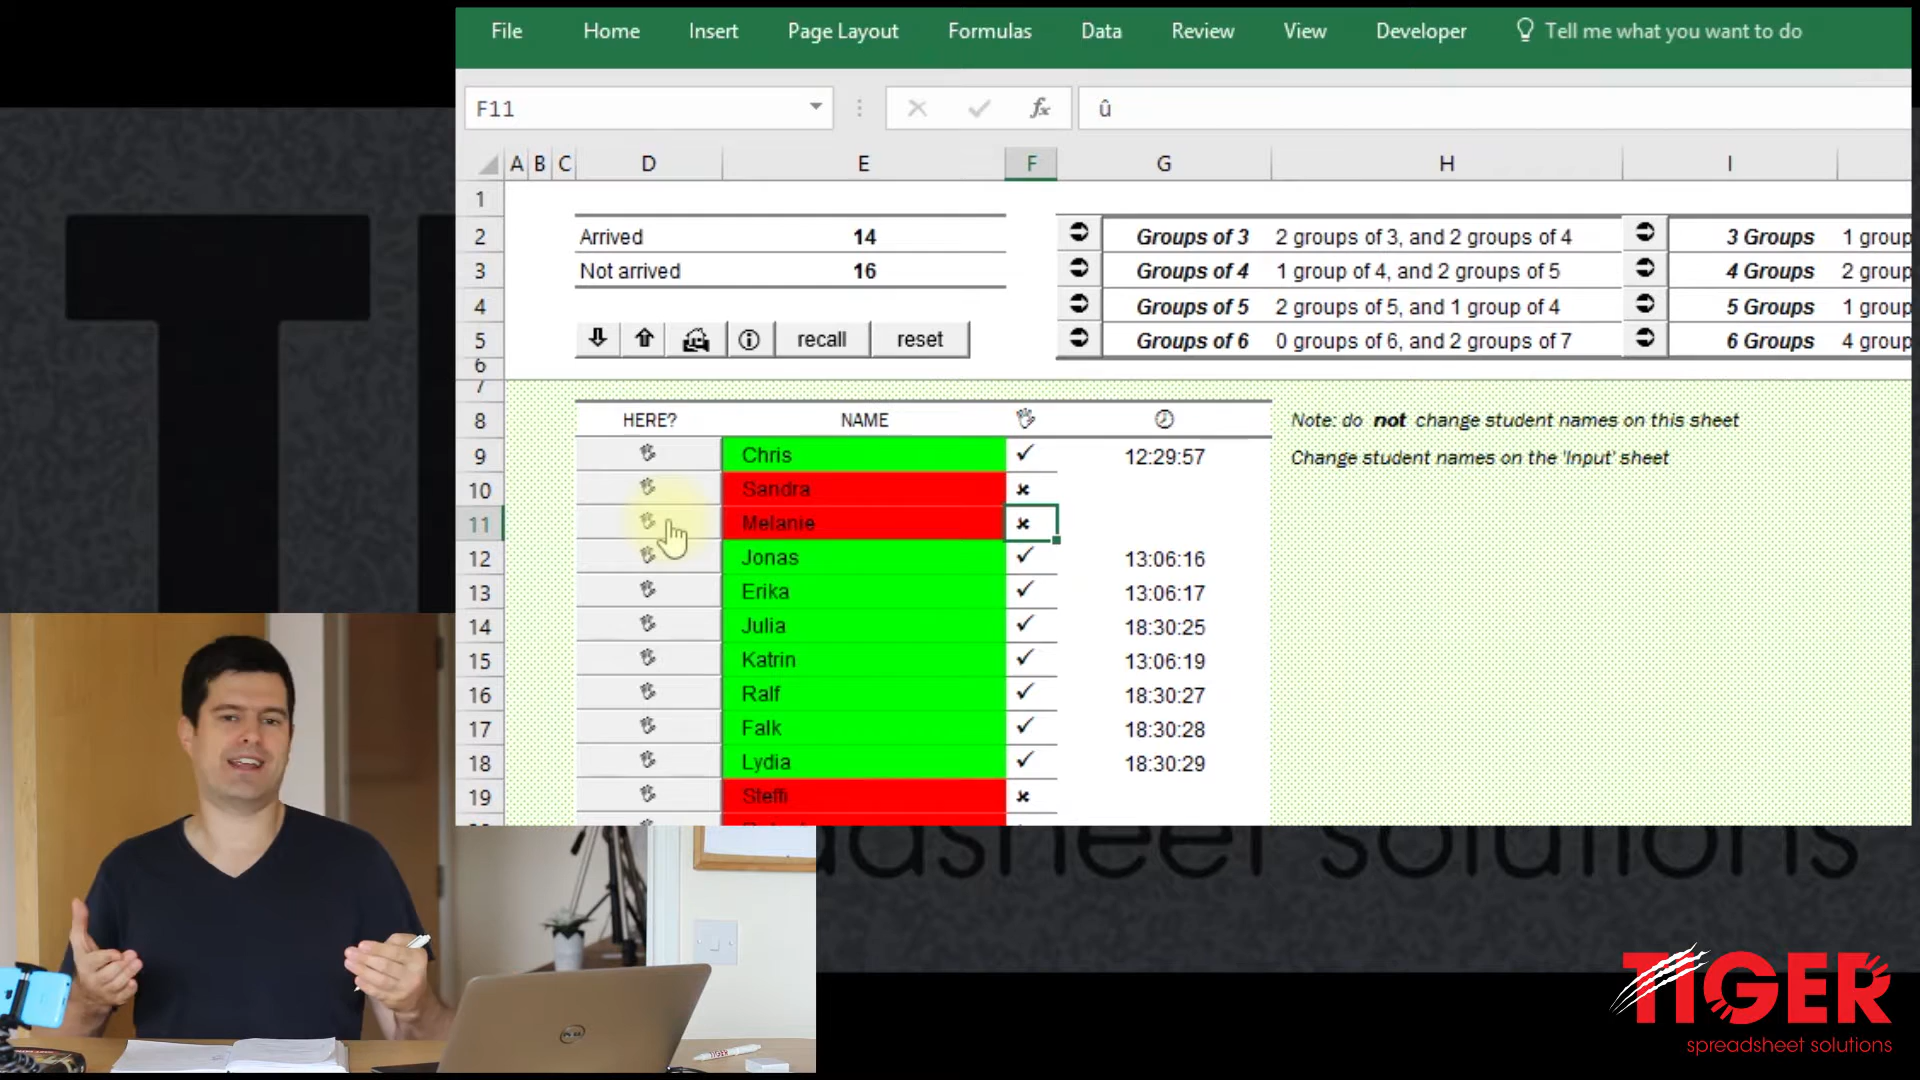 File Home Insert Page Layout Formulas Data Review View Developer Tell me what you want to do
F11 fx û
A B C D E F G H I
1
2 Arrived 14 Groups of 3 2 groups of 3, and 2 groups of 4 3 Groups 1 group
3 Not arrived 16 Groups of 4 1 group of 4, and 2 groups of 5 4 Groups 2 group
4 Groups of 5 2 groups of 5, and 1 group of 4 5 Groups 1 group
5 recall reset Groups of 6 0 groups of 6, and 2 groups of 7 6 Groups 4 group
6
7
8 HERE? NAME Note: do not change student names on this sheet
9 Chris ✓ 12:29:57 Change student names on the 'Input' sheet
10 Sandra ×
11 Melanie ×
12 Jonas ✓ 13:06:16
13 Erika ✓ 13:06:17
14 Julia ✓ 18:30:25
15 Katrin ✓ 13:06:19
16 Ralf ✓ 18:30:27
17 Falk ✓ 18:30:28
18 Lydia ✓ 18:30:29
19 Steffi ×
adsheet solutions
DELL
TIGER
spreadsheet solutions